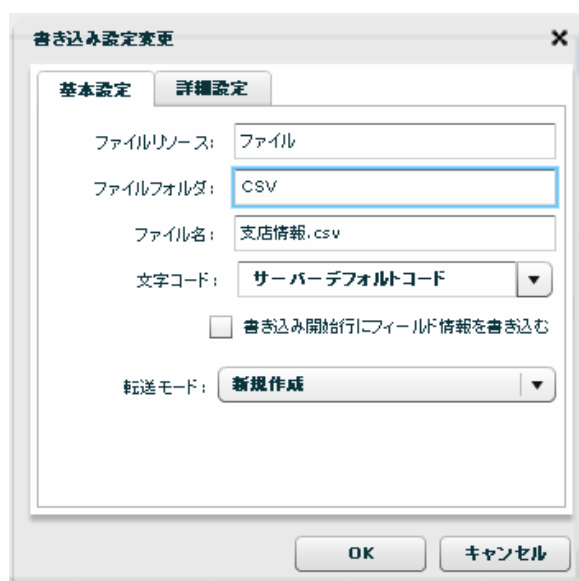 書き込み設定変更
基本設定 詳細設定
ファイルリソース: ファイル
ファイルフォルダ: CSV
ファイル名: 支店情報.csv
文字コード: サーバーデフォルトコード
書き込み開始行にフィールド情報を書き込む
転送モード: 新規作成
OK キャンセル